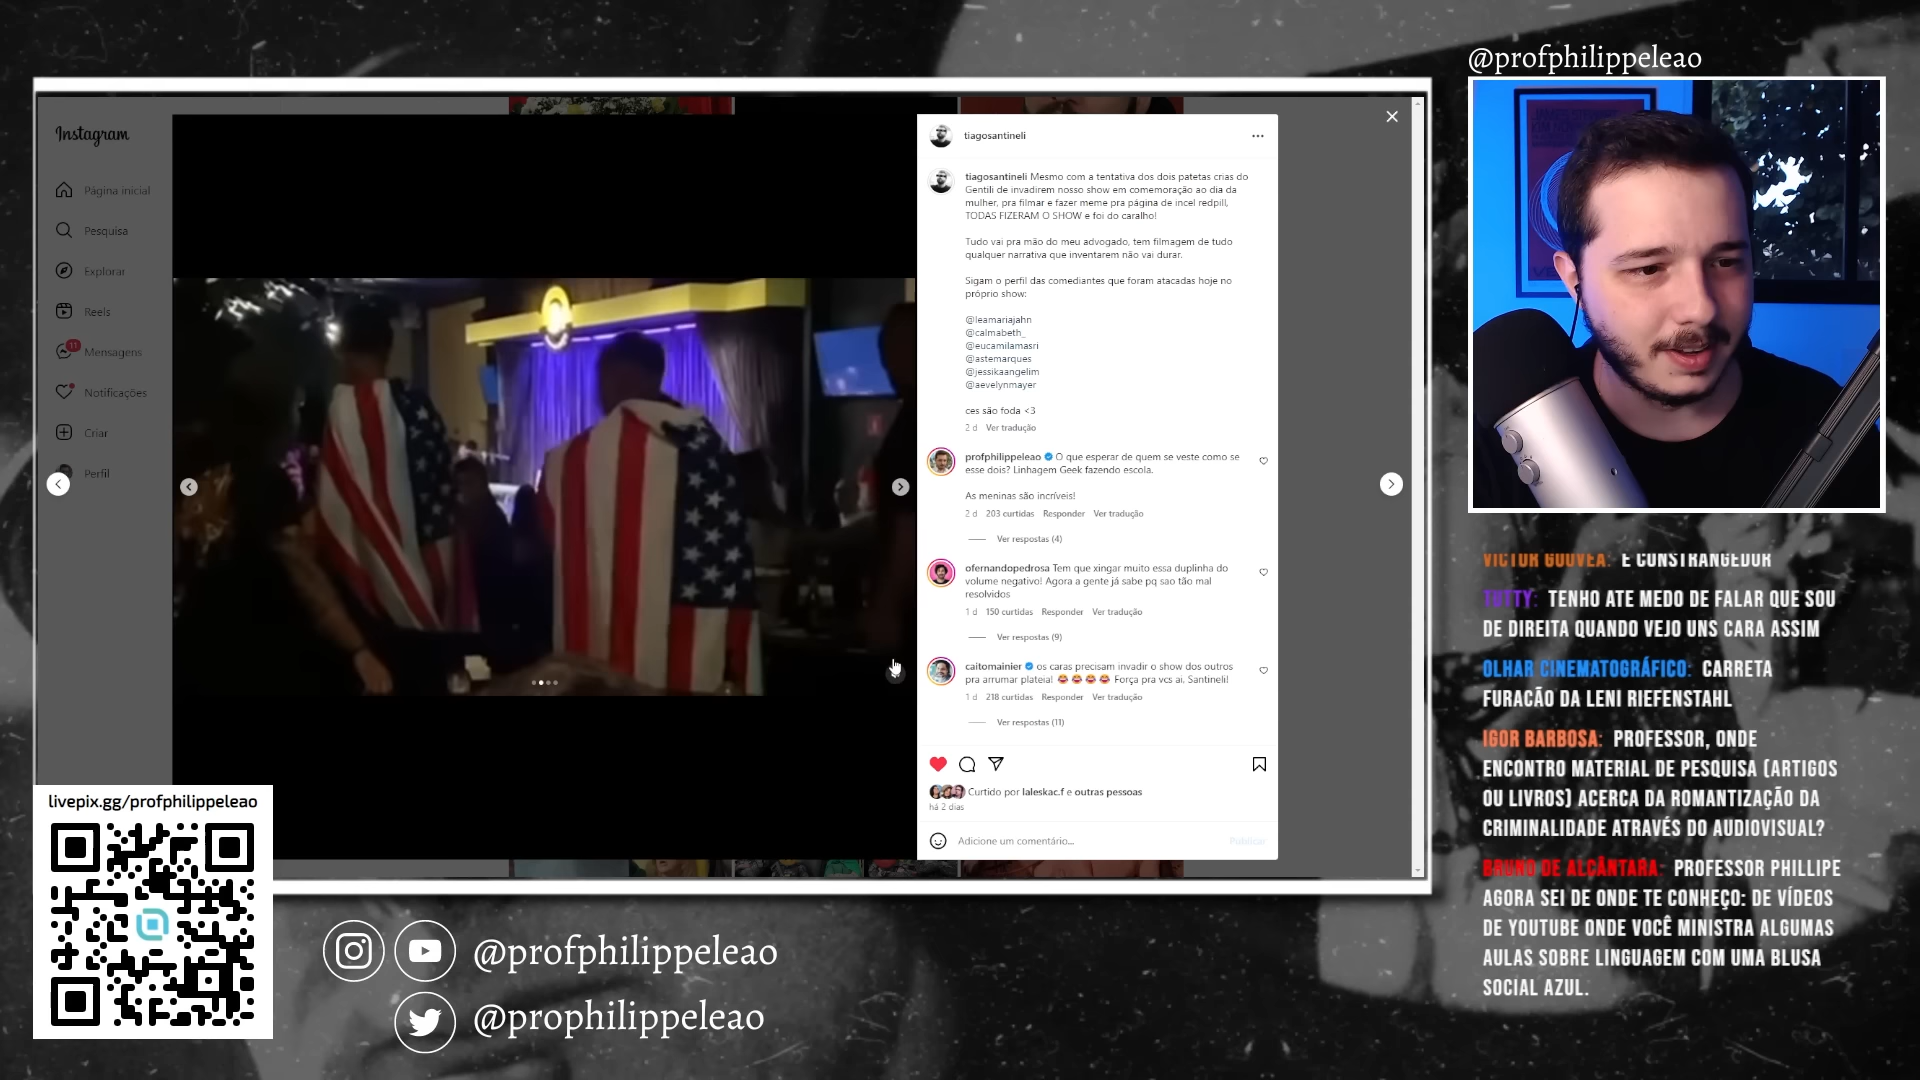 @profphilippeleao
Instagram
Página inicial
Pesquisa
Explorar
Reels
11
Mensagens
Notificações
Criar
Perfil
tiagosantineli
tiagosantineli Mesmo com a tentativa dos dois patetas crias do
Gentili de invadirem nosso show em comemoração ao dia da
mulher, pra filmar e fazer meme pra página de incel redpill,
TODAS FIZERAM O SHOW e foi do caralho!
Tudo vai pra mão do meu advogado, tem filmagem de tudo
qualquer narrativa que inventarem não vai durar.
Sigam o perfil das comediantes que foram atacadas hoje no
próprio show:
@leamariajahn
@calmabeth_
@eucamilamasri
@astemarques
@jessikaangelim
@aevelynmayer
ces são foda <3
2 d Ver tradução
profphilippeleao O que esperar de quem se veste como se
esse dois? Linhagem Geek fazendo escola.
As meninas são incríveis!
2 d 203 curtidas Responder Ver tradução
Ver respostas (4)
ofernandopedrosa Tem que xingar muito essa duplinha do
volume negativo! Agora a gente já sabe pq sao tão mal
resolvidos
1 d 150 curtidas Responder Ver tradução
Ver respostas (9)
caitomainier os caras precisam invadir o show dos outros
pra arrumar plateia! 😂😂😂😂 Força pra vcs ai, Santineli!
1 d 218 curtidas Responder Ver tradução
Ver respostas (11)
Curtido por laleskac.f e outras pessoas
há 2 dias
Adicione um comentário...
Publicar
livepix.gg/profphilippeleao
@profphilippeleao
@prophilippeleao
VICTOR GOUVEA: É CONSTRANGEDOR
TUTTY: TENHO ATE MEDO DE FALAR QUE SOU
DE DIREITA QUANDO VEJO UNS CARA ASSIM
OLHAR CINEMATOGRÁFICO: CARRETA
FURACÃO DA LENI RIEFENSTAHL
IGOR BARBOSA: PROFESSOR, ONDE
ENCONTRO MATERIAL DE PESQUISA (ARTIGOS
OU LIVROS) ACERCA DA ROMANTIZAÇÃO DA
CRIMINALIDADE ATRAVÉS DO AUDIOVISUAL?
BRUNO DE ALCÂNTARA: PROFESSOR PHILLIPE
AGORA SEI DE ONDE TE CONHEÇO: DE VÍDEOS
DE YOUTUBE ONDE VOCÊ MINISTRA ALGUMAS
AULAS SOBRE LINGUAGEM COM UMA BLUSA
SOCIAL AZUL.